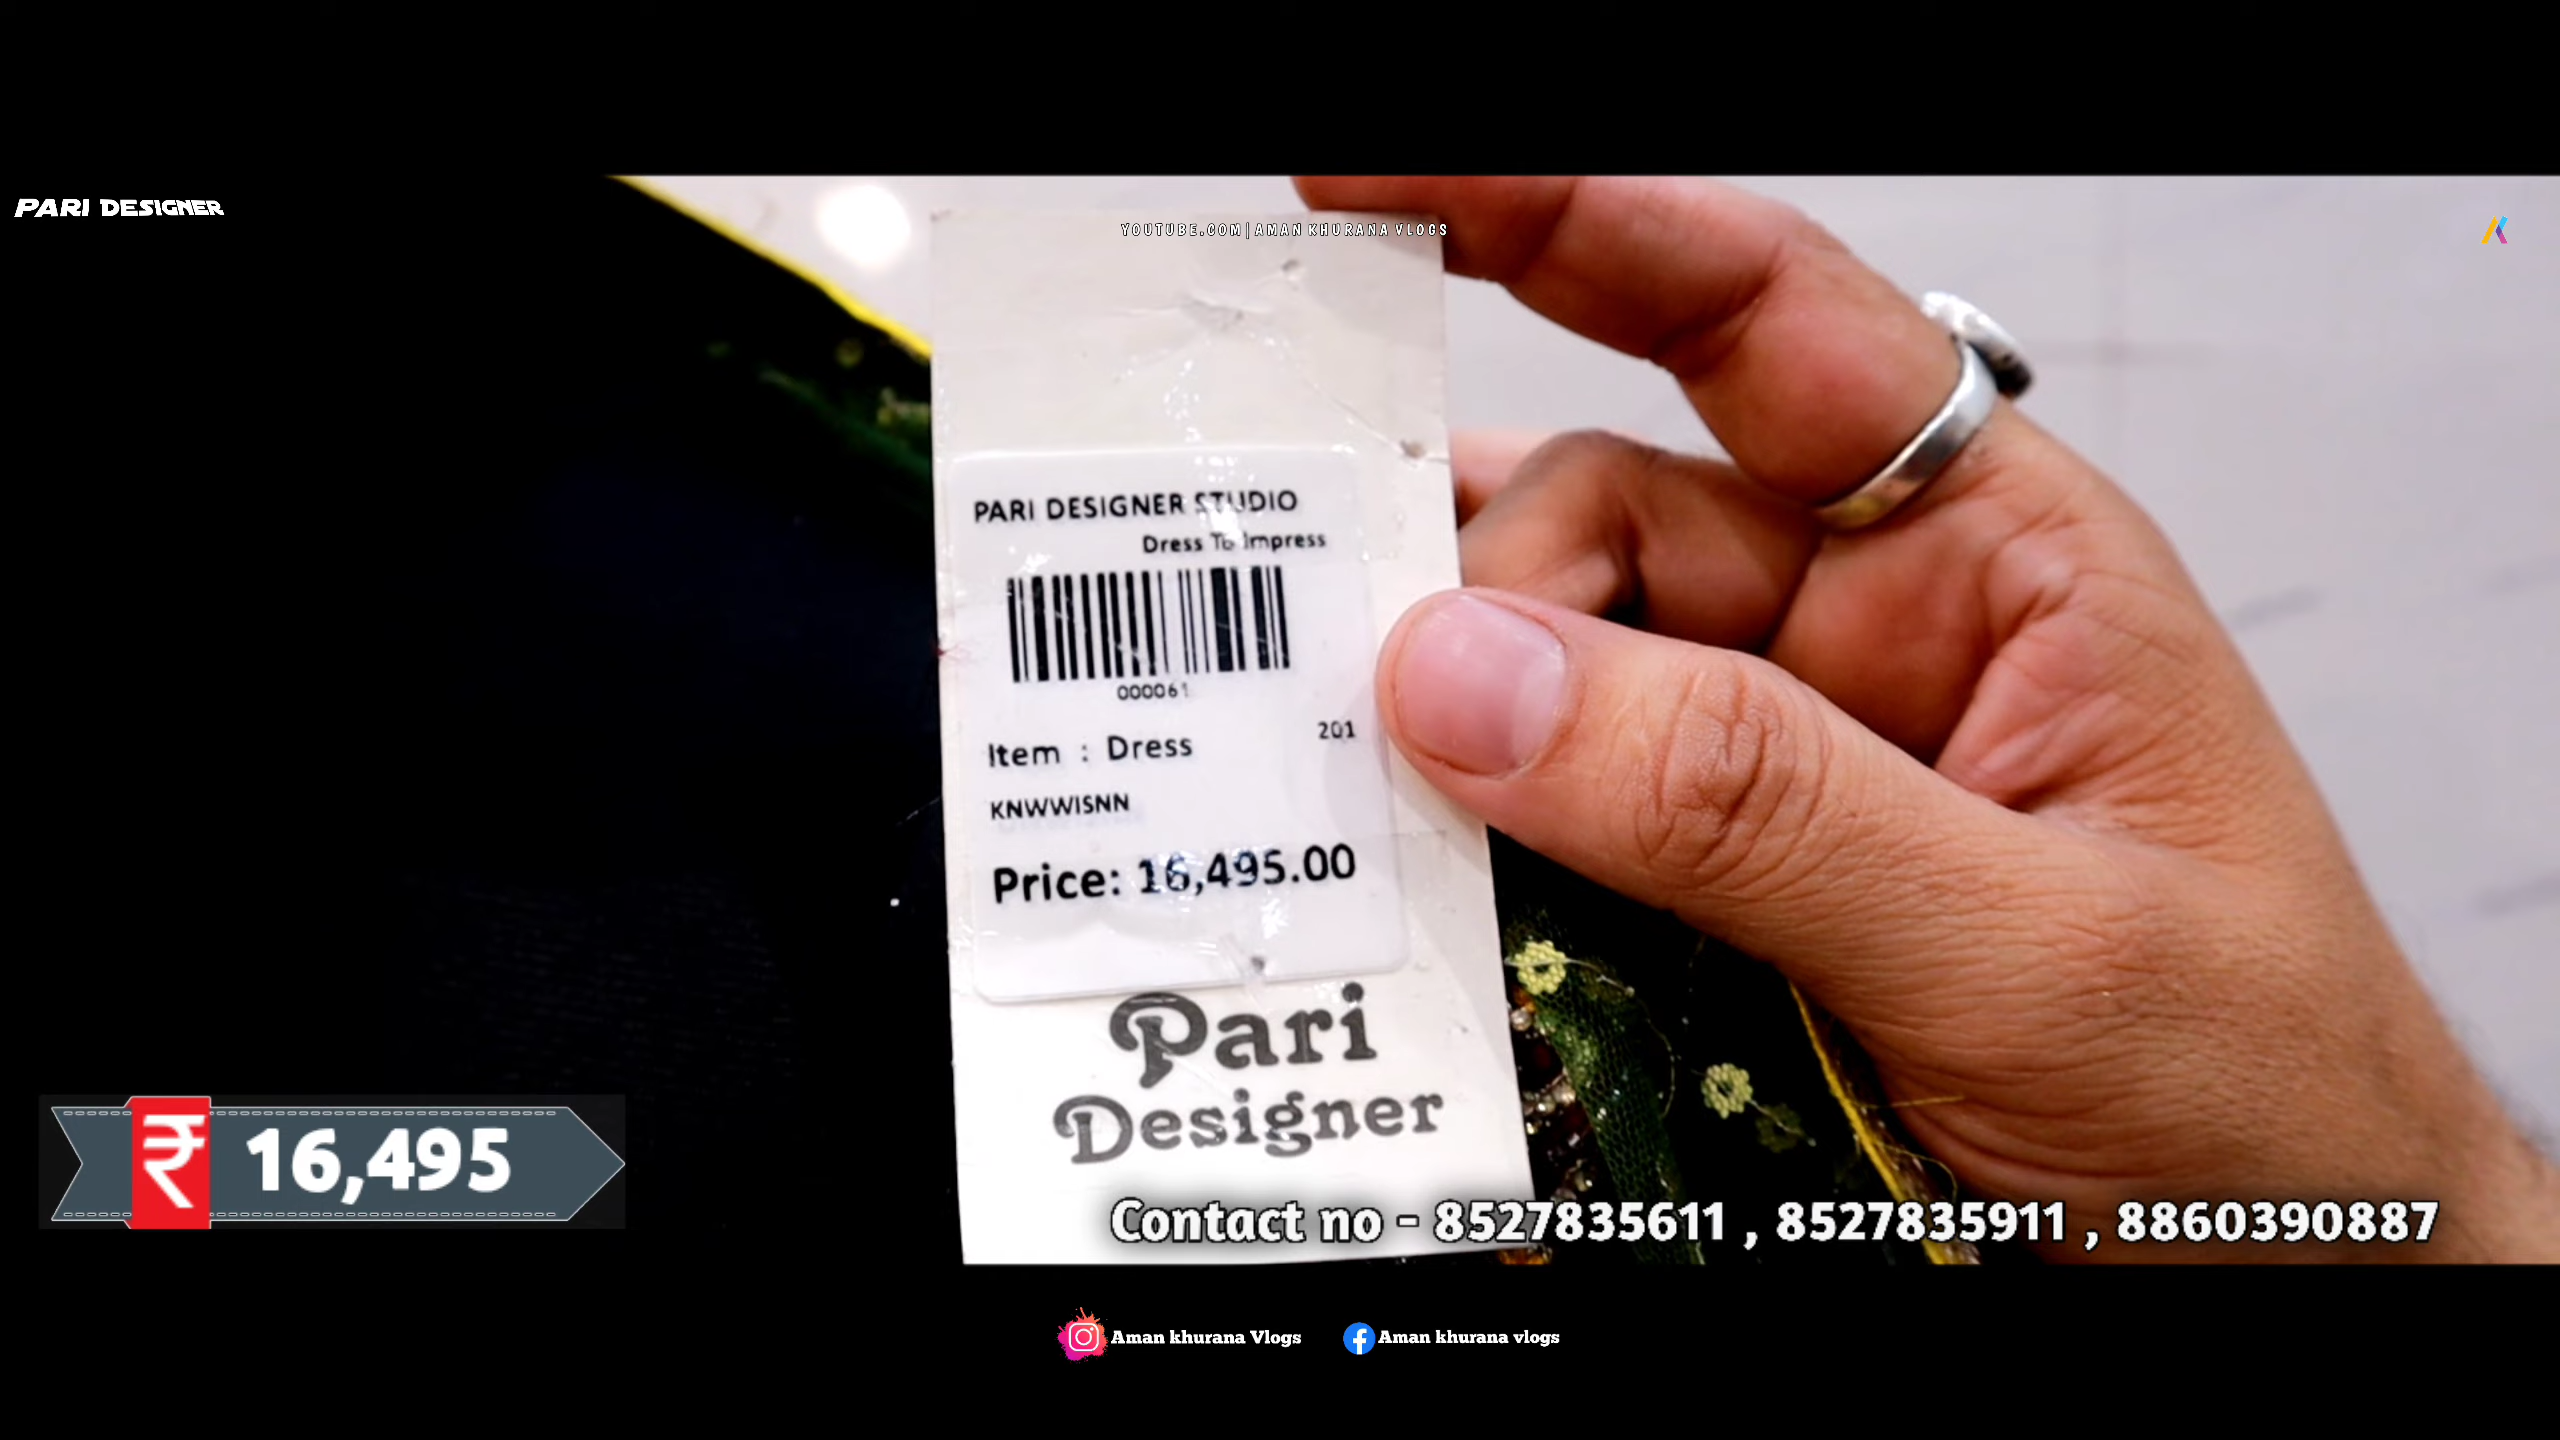 PARI DESIGNER
YOUTUBE.COM|AMAN KHURANA VLOGS
PARI DESIGNER STUDIO
Dress To Impress
000061
201
Item : Dress
KNWWISNN
Price: 16,495.00
Pari
Designer
₹ 16,495
Contact no - 8527835611 , 8527835911 , 8860390887
Aman khurana Vlogs
Aman khurana vlogs